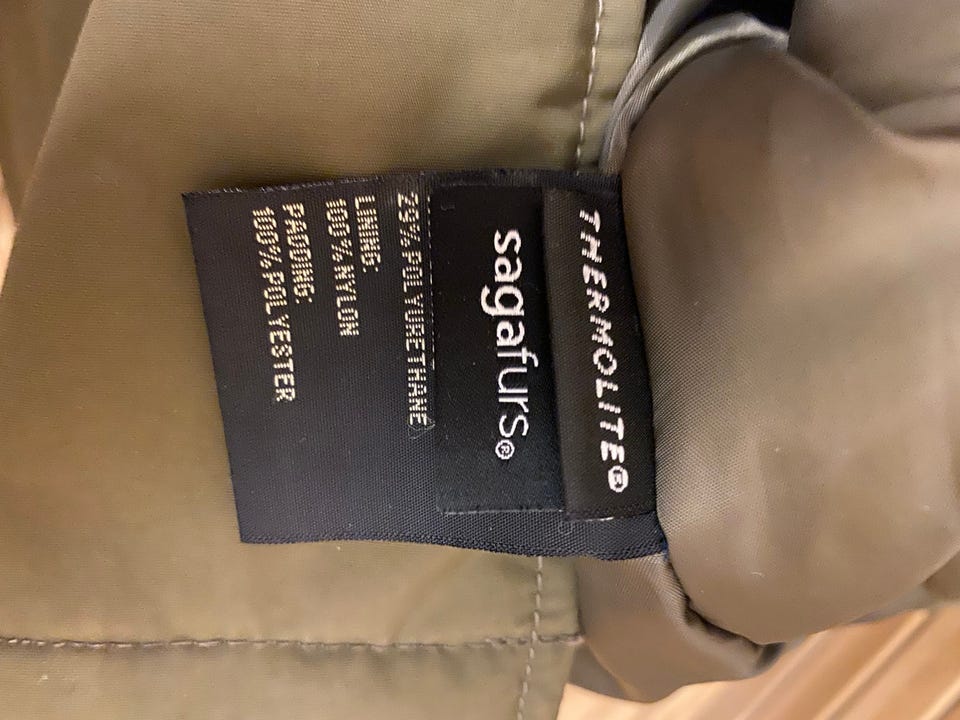 THERMOLITE®
sagafurs®
29% POLYURETHANE
LINING:
100% NYLON
PADDING:
100% POLYESTER